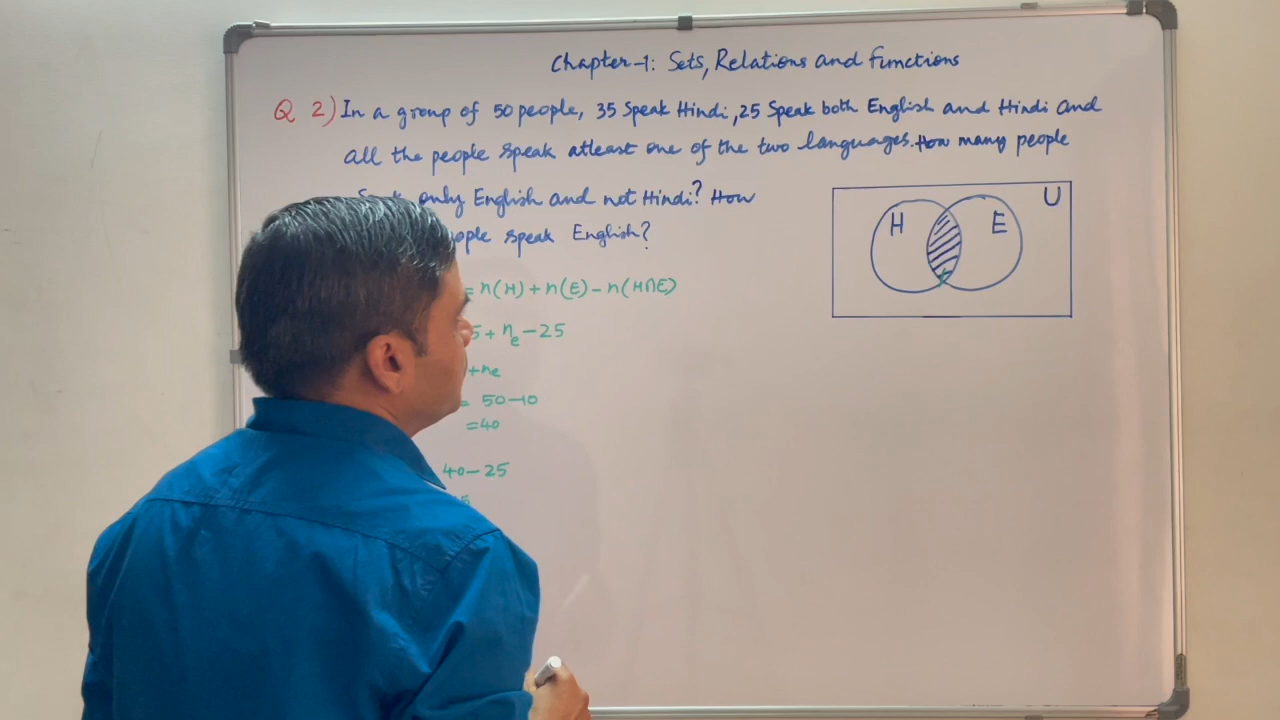 Chapter-1: Sets, Relations and Functions
Q 2) In a group of 50 people, 35 Speak Hindi, 25 Speak both English and Hindi and
all the people speak atleast one of the two languages. How many people
only English and not Hindi? How
speak English?
= n(H) + n(E) - n(H∩E)
+ nₑ - 25
+nₑ
= 50-10
=40
40-25
H
E
U